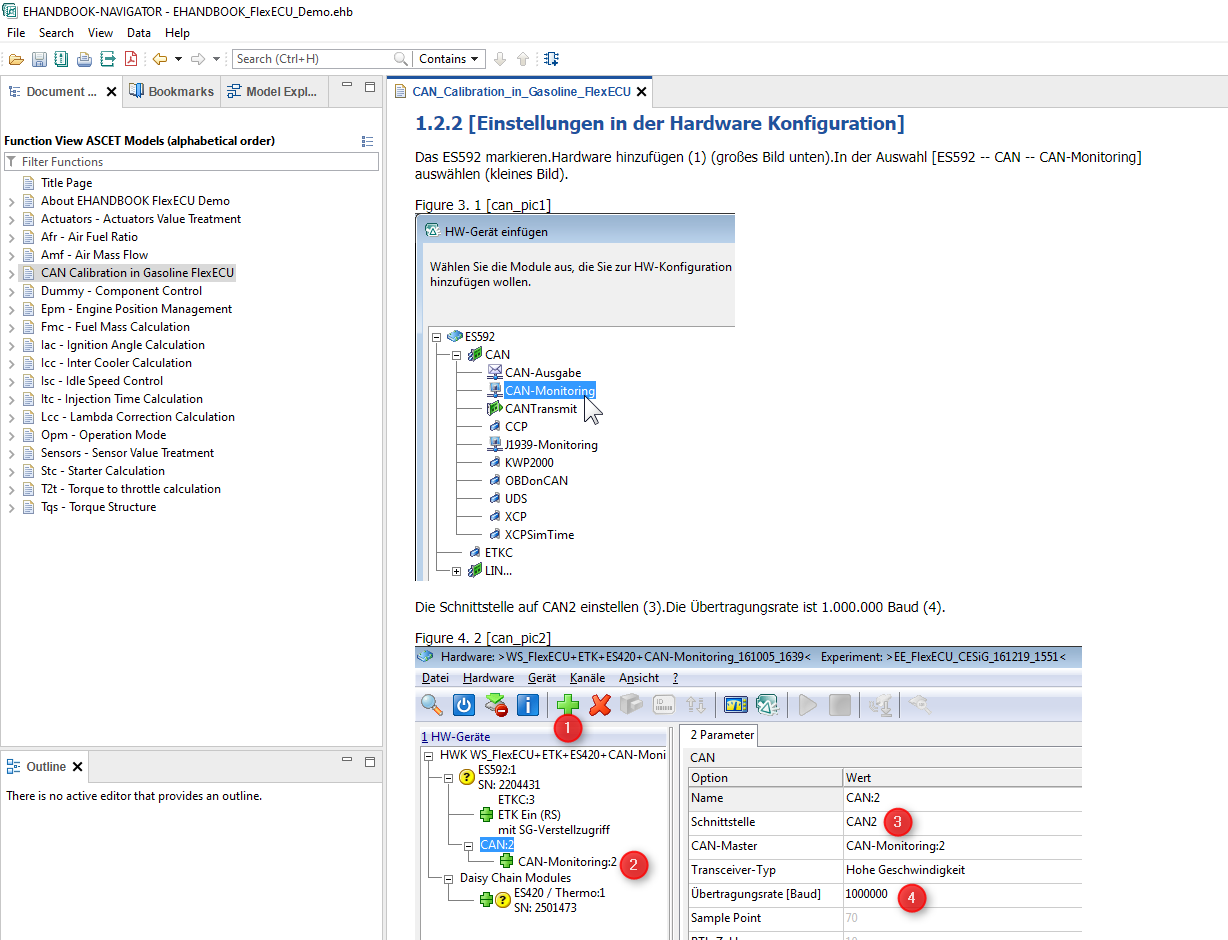 EHANDBOOK-NAVIGATOR - EHANDBOOK_FlexECU_Demo.ehb
File Search View Data Help
Search (Ctrl+H) Contains
Document ... Bookmarks Model Expl...
Function View ASCET Models (alphabetical order)
Filter Functions
Title Page
About EHANDBOOK FlexECU Demo
Actuators - Actuators Value Treatment
Afr - Air Fuel Ratio
Amf - Air Mass Flow
CAN Calibration in Gasoline FlexECU
Dummy - Component Control
Epm - Engine Position Management
Fmc - Fuel Mass Calculation
Iac - Ignition Angle Calculation
Icc - Inter Cooler Calculation
Isc - Idle Speed Control
Itc - Injection Time Calculation
Lcc - Lambda Correction Calculation
Opm - Operation Mode
Sensors - Sensor Value Treatment
Stc - Starter Calculation
T2t - Torque to throttle calculation
Tqs - Torque Structure
Outline
There is no active editor that provides an outline.
CAN_Calibration_in_Gasoline_FlexECU
1.2.2 [Einstellungen in der Hardware Konfiguration]
Das ES592 markieren.Hardware hinzufügen (1) (großes Bild unten).In der Auswahl [ES592 -- CAN -- CAN-Monitoring]
auswählen (kleines Bild).
Figure 3. 1 [can_pic1]
HW-Gerät einfügen
Wählen Sie die Module aus, die Sie zur HW-Konfiguration
hinzufügen wollen.
ES592
CAN
CAN-Ausgabe
CAN-Monitoring
CANTransmit
CCP
J1939-Monitoring
KWP2000
OBDonCAN
UDS
XCP
XCPSimTime
ETKC
LIN...
Die Schnittstelle auf CAN2 einstellen (3).Die Übertragungsrate ist 1.000.000 Baud (4).
Figure 4. 2 [can_pic2]
Hardware: >WS_FlexECU+ETK+ES420+CAN-Monitoring_161005_1639< Experiment: >EE_FlexECU_CESiG_161219_1551<
Datei Hardware Gerät Kanäle Ansicht ?
1
1 HW-Geräte
HWK WS_FlexECU+ETK+ES420+CAN-Moni
ES592:1
SN: 2204431
ETKC:3
ETK Ein (RS)
mit SG-Verstellzugriff
CAN:2
CAN-Monitoring:2 2
Daisy Chain Modules
ES420 / Thermo:1
SN: 2501473
2 Parameter
CAN
Option Wert
Name CAN:2
Schnittstelle CAN2 3
CAN-Master CAN-Monitoring:2
Transceiver-Typ Hohe Geschwindigkeit
Übertragungsrate [Baud] 1000000 4
Sample Point 70